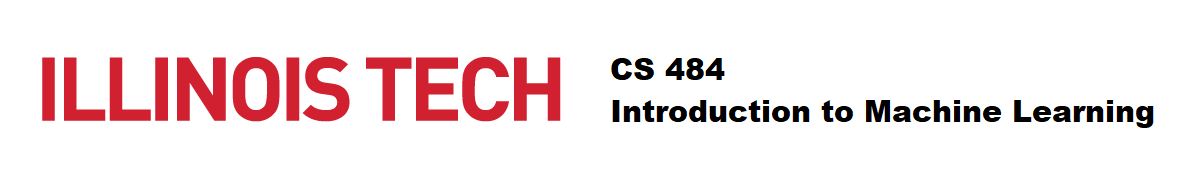 ILLINOIS TECH
CS 484
Introduction to Machine Learning